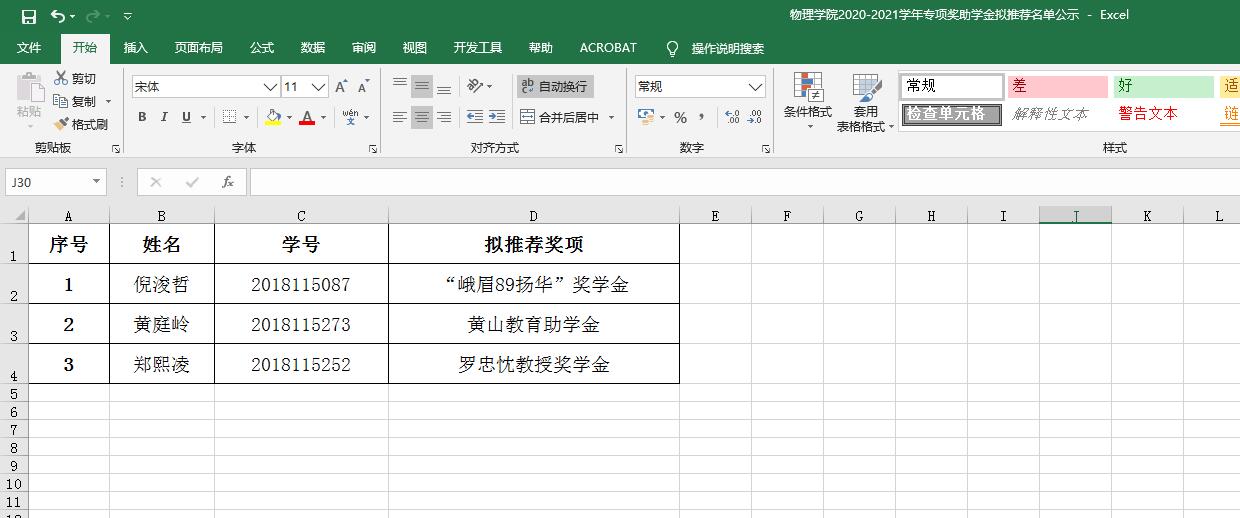 物理学院2020-2021学年专项奖助学金拟推荐名单公示 - Excel
文件 开始 插入 页面布局 公式 数据 审阅 视图 开发工具 帮助 ACROBAT 操作说明搜索
粘贴 剪切 复制 格式刷
宋体 11 A A
B I U A wén 文
ab 自动换行
合并后居中
常规
% ,
条件格式 套用 表格格式
常规 差 好 适
检查单元格 解释性文本 警告文本 链
剪贴板 字体 对齐方式 数字 样式
J30 fx
A B C D E F G H I J K L
1 序号 姓名 学号 拟推荐奖项
2 1 倪浚哲 2018115087 “峨眉89扬华”奖学金
3 2 黄庭岭 2018115273 黄山教育助学金
4 3 郑熙凌 2018115252 罗忠忱教授奖学金
5
6
7
8
9
10
11